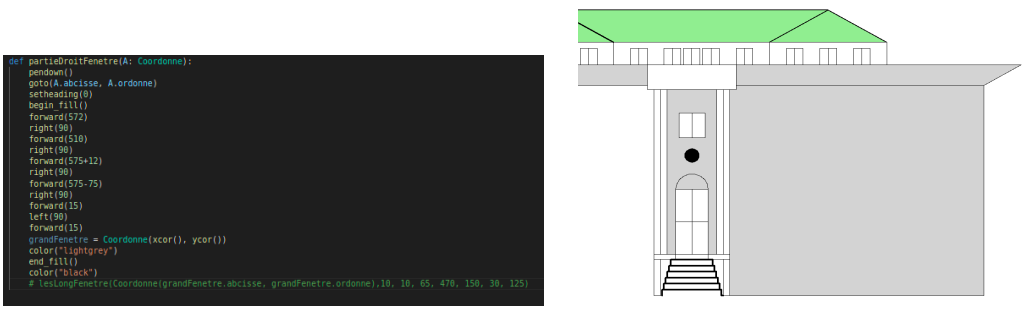 def partieDroitFenetre(A: Coordonne):
    pendown()
    goto(A.abcisse, A.ordonne)
    setheading(0)
    begin_fill()
    forward(572)
    right(90)
    forward(510)
    right(90)
    forward(575+12)
    right(90)
    forward(575-75)
    right(90)
    forward(15)
    left(90)
    forward(15)
    grandFenetre = Coordonne(xcor(), ycor())
    color("lightgrey")
    end_fill()
    color("black")
    # lesLongFenetre(Coordonne(grandFenetre.abcisse, grandFenetre.ordonne),10, 10, 65, 470, 150, 30, 125)